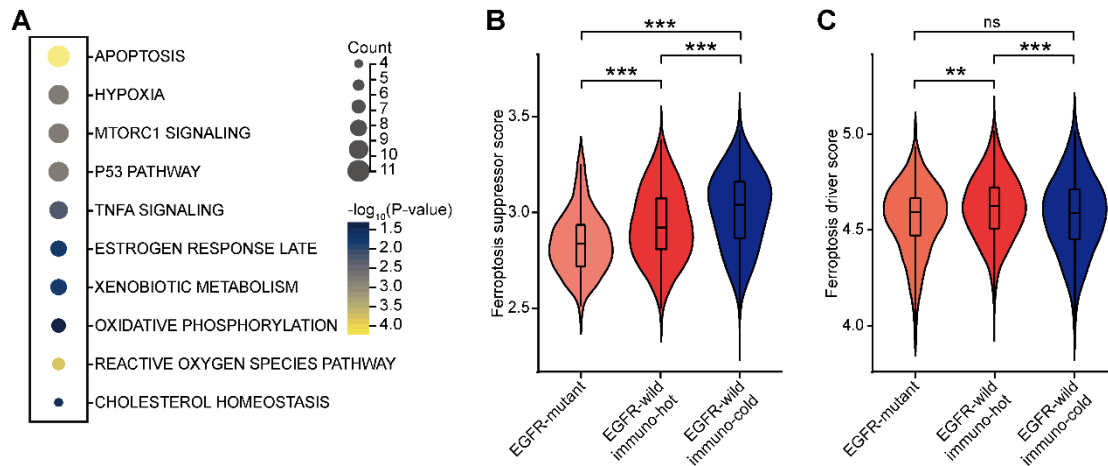 A
APOPTOSIS
HYPOXIA
MTORC1 SIGNALING
P53 PATHWAY
TNFA SIGNALING
ESTROGEN RESPONSE LATE
XENOBIOTIC METABOLISM
OXIDATIVE PHOSPHORYLATION
REACTIVE OXYGEN SPECIES PATHWAY
CHOLESTEROL HOMEOSTASIS
Count
4
5
6
7
8
9
10
11
-log10(P-value)
1.5
2.0
2.5
3.0
3.5
4.0
B
***
***
***
Ferroptosis suppressor score
3.5
3.0
2.5
EGFR-mutant
EGFR-wild
immuno-hot
EGFR-wild
immuno-cold
C
ns
**
***
Ferroptosis driver score
5.0
4.5
4.0
EGFR-mutant
EGFR-wild
immuno-hot
EGFR-wild
immuno-cold